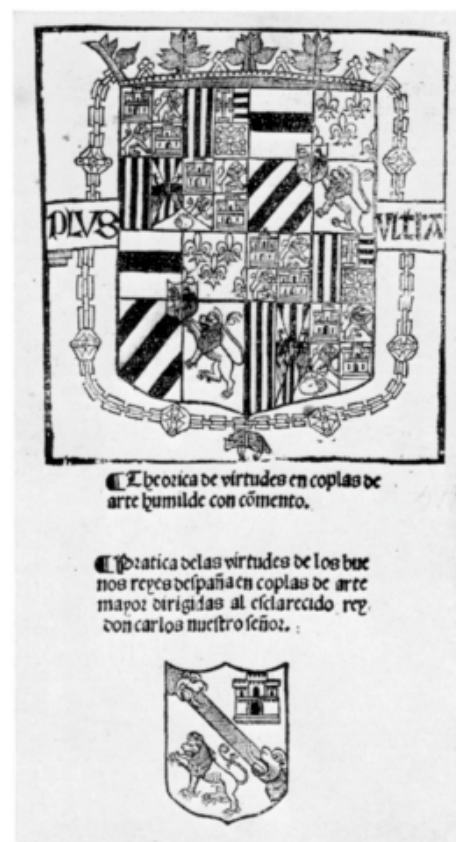 PLVS VLTRA
¶ Theorica de virtudes en coplas de
arte humilde con cõmento.
¶ Pratica delas virtudes de los bue
nos reyes despaña en coplas de arte
mayor dirigidas al esclarecido rey.
don carlos nuestro señor. :